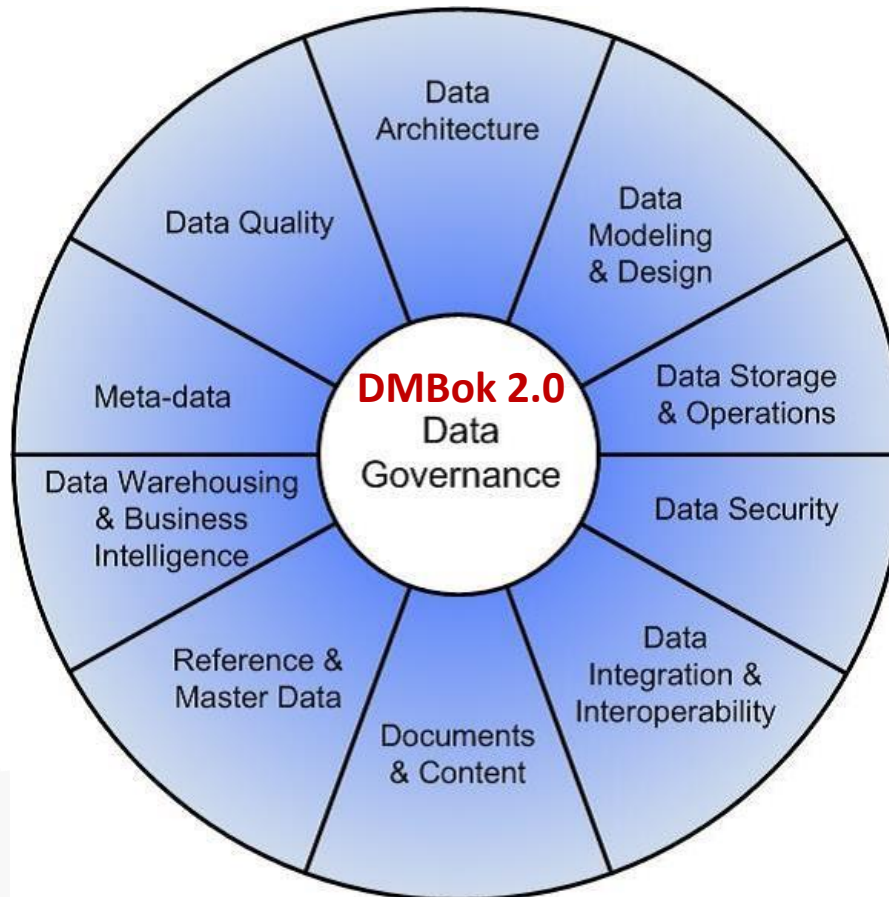 Data
Architecture
Data
Modeling
& Design
Data Storage
& Operations
Data Security
Data
Integration &
Interoperability
Documents
& Content
Reference &
Master Data
Data Warehousing
& Business
Intelligence
Meta-data
Data Quality
DMBok 2.0
Data
Governance